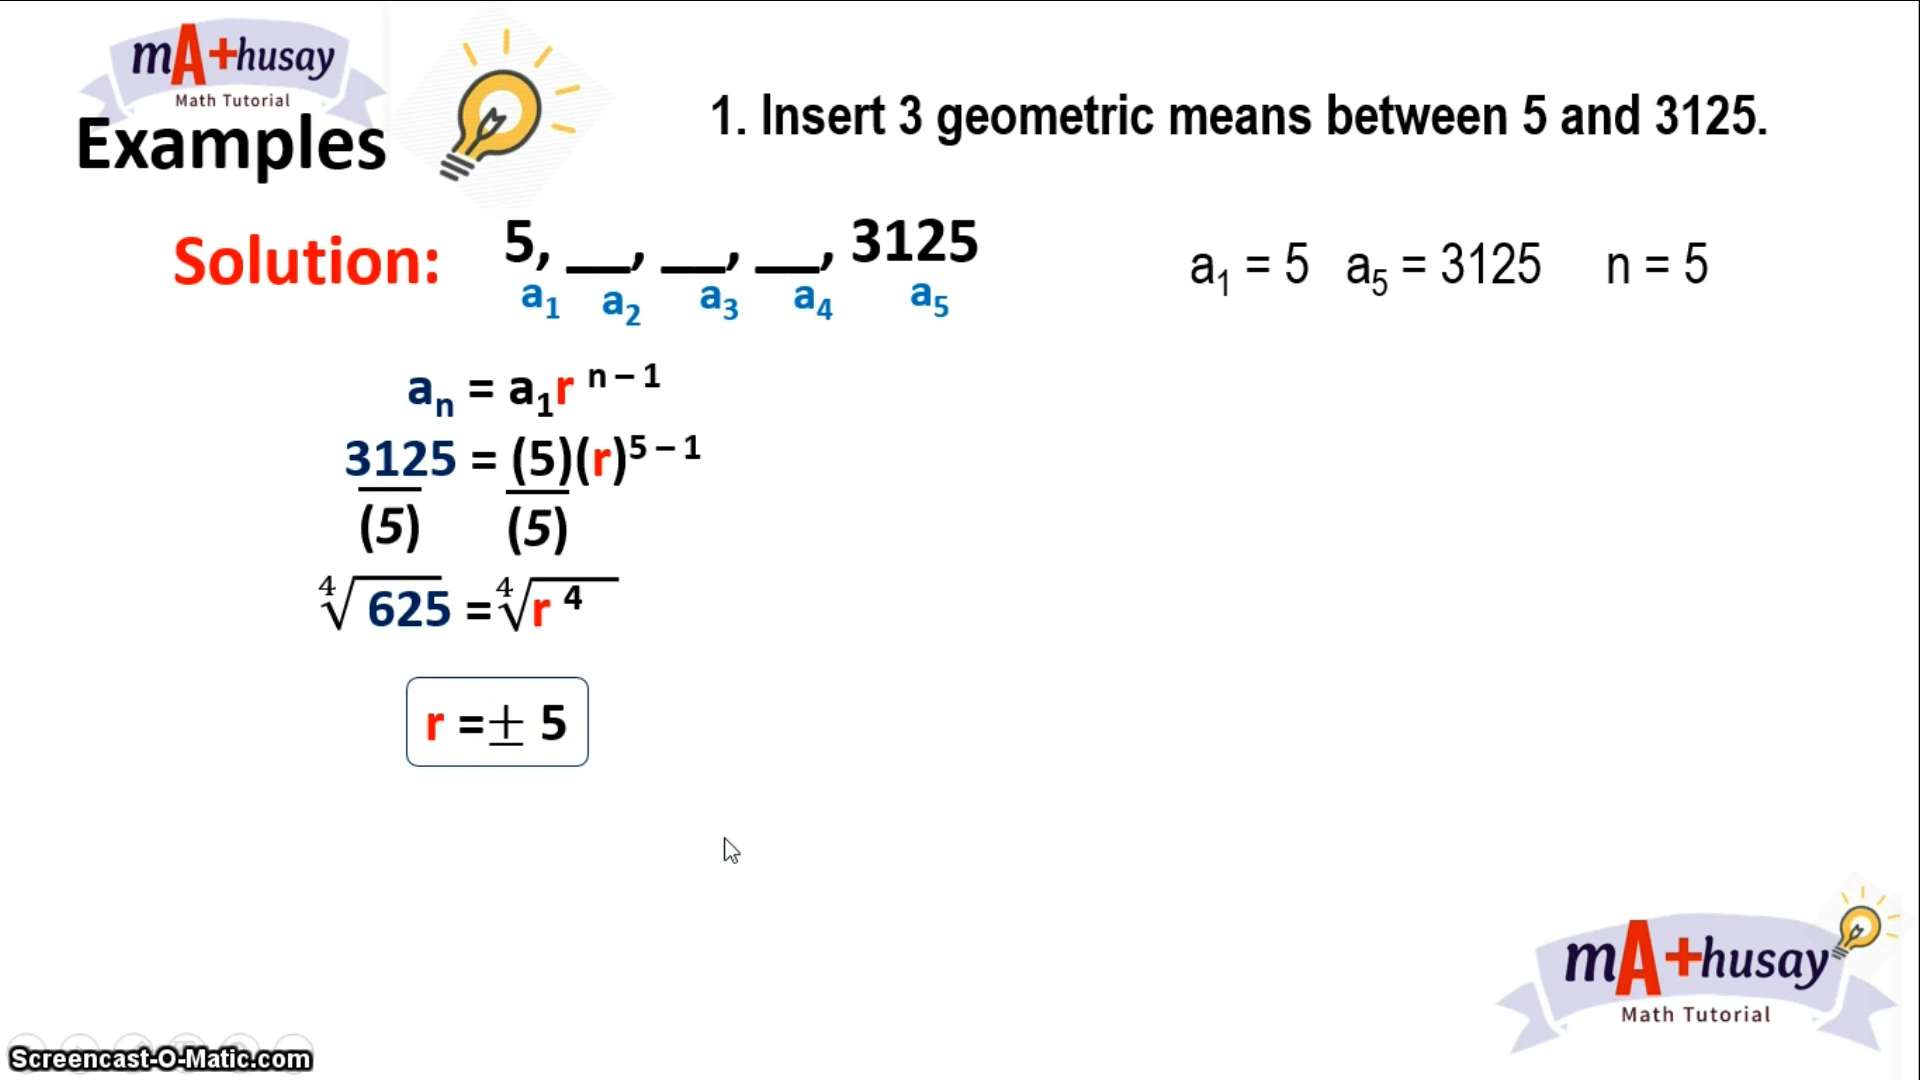 mA+husay
Math Tutorial
Examples
1. Insert 3 geometric means between 5 and 3125.
Solution:
5, __, __, __, 3125
a₁ a₂ a₃ a₄ a₅
a₁ = 5 a₅ = 3125 n = 5
aₙ = a₁r ⁿ ⁻ ¹
3125 = (5)(r)⁵ ⁻ ¹
(5) (5)
⁴√625 = ⁴√r ⁴
r = ± 5
mA+husay
Math Tutorial
Screencast-O-Matic.com